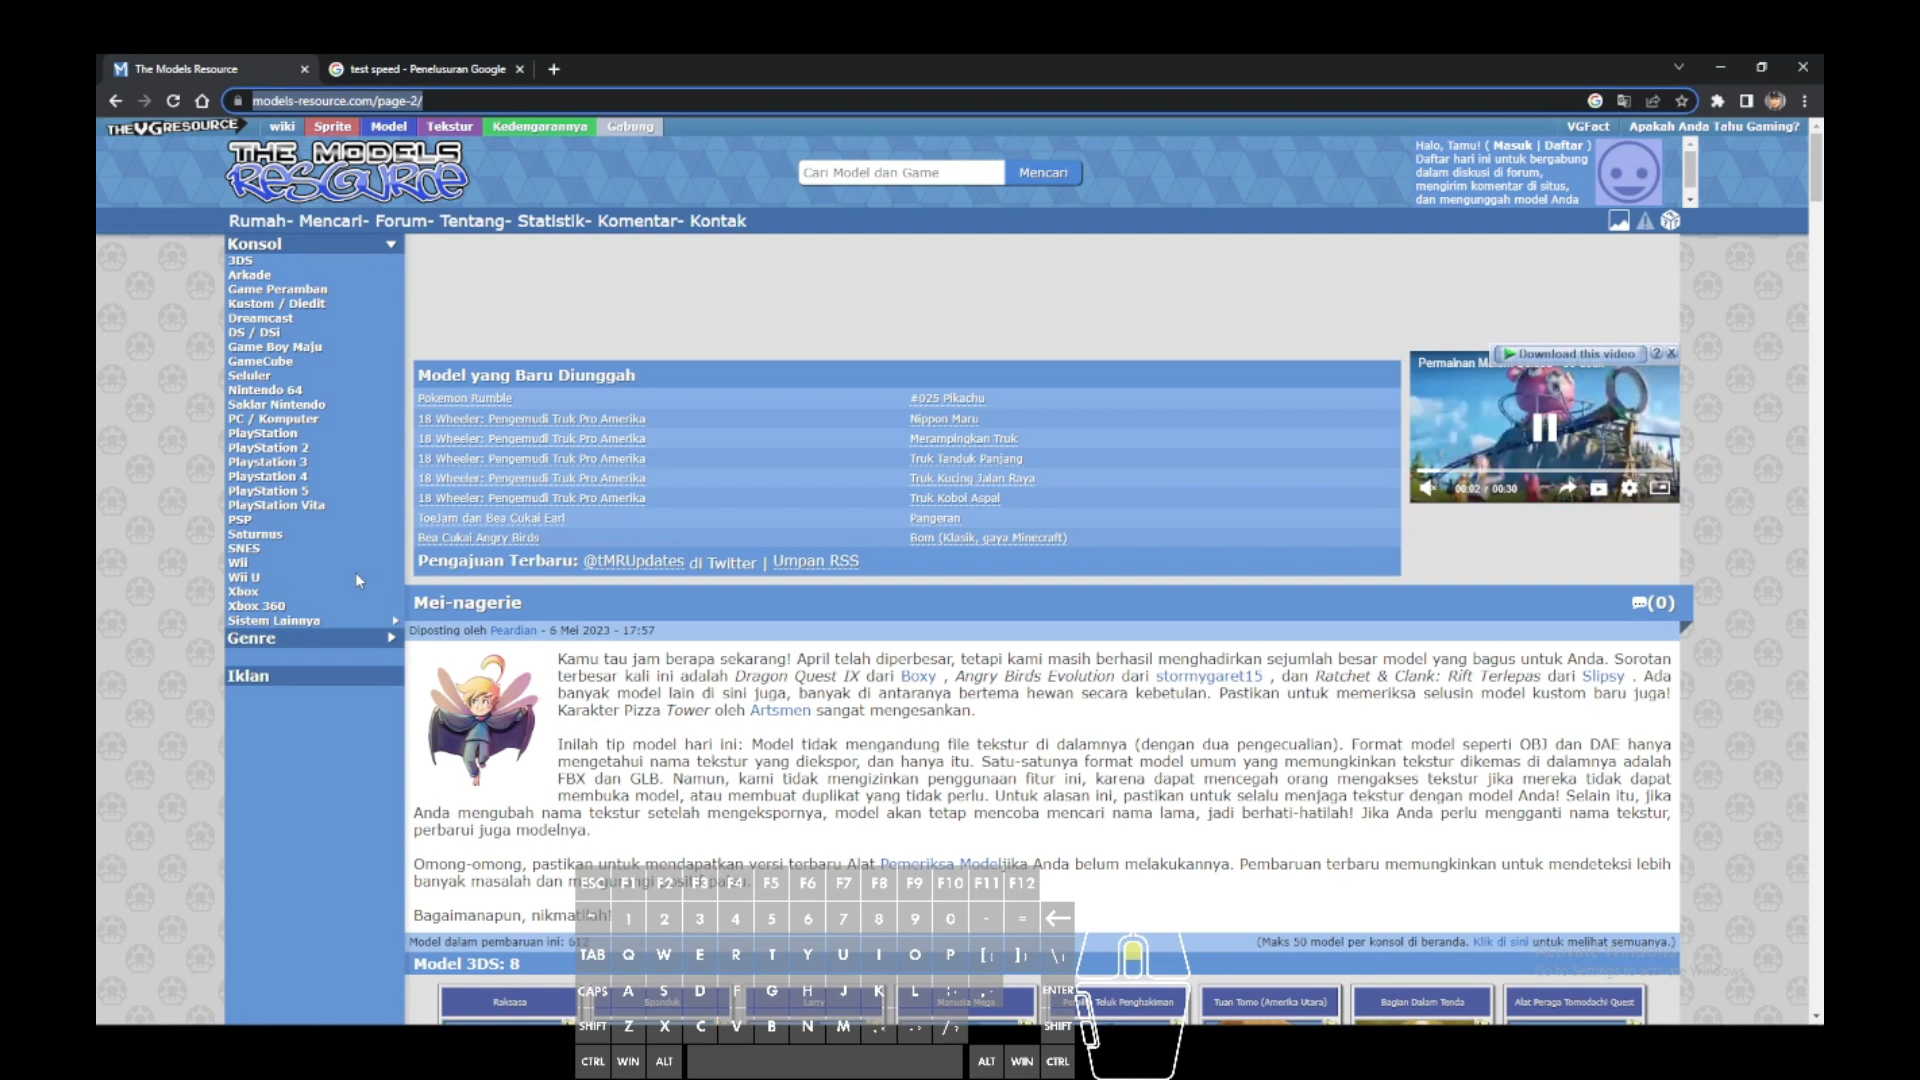 The Models Resource
test speed - Penelusuran Google
models-resource.com/page-2/
THE VG RESOURCE wiki Sprite Model Tekstur Kedengarannya Gabung VGFact Apakah Anda Tahu Gaming?
THE MODELS RESOURCE
Cari Model dan Game Mencari
Halo, Tamu! ( Masuk | Daftar )
Daftar hari ini untuk bergabung
dalam diskusi di forum,
mengirim komentar di situs,
dan mengunggah model Anda
Rumah- Mencari- Forum- Tentang- Statistik- Komentar- Kontak
Konsol
3DS
Arkade
Game Peramban
Kustom / Diedit
Dreamcast
DS / DSi
Game Boy Maju
GameCube
Seluler
Nintendo 64
Saklar Nintendo
PC / Komputer
PlayStation
PlayStation 2
Playstation 3
Playstation 4
PlayStation 5
PlayStation Vita
PSP
Saturnus
SNES
Wii
Wii U
Xbox
Xbox 360
Sistem Lainnya
Genre
Iklan
Model yang Baru Diunggah
Pokemon Rumble #025 Pikachu
18 Wheeler: Pengemudi Truk Pro Amerika Nippon Maru
18 Wheeler: Pengemudi Truk Pro Amerika Merampingkan Truk
18 Wheeler: Pengemudi Truk Pro Amerika Truk Tanduk Panjang
18 Wheeler: Pengemudi Truk Pro Amerika Truk Kucing Jalan Raya
18 Wheeler: Pengemudi Truk Pro Amerika Truk Koboi Aspal
ToeJam dan Bea Cukai Earl Pangeran
Bea Cukai Angry Birds Bom (Klasik, gaya Minecraft)
Pengajuan Terbaru: @tMRUpdates di Twitter | Umpan RSS
Download this video
Permainan
00:02 / 00:30
Mei-nagerie (0)
Diposting oleh Peardian - 6 Mei 2023 - 17:57
Kamu tau jam berapa sekarang! April telah diperbesar, tetapi kami masih berhasil menghadirkan sejumlah besar model yang bagus untuk Anda. Sorotan
terbesar kali ini adalah Dragon Quest IX dari Boxy , Angry Birds Evolution dari stormygaret15 , dan Ratchet & Clank: Rift Terlepas dari Slipsy . Ada
banyak model lain di sini juga, banyak di antaranya bertema hewan secara kebetulan. Pastikan untuk memeriksa selusin model kustom baru juga!
Karakter Pizza Tower oleh Artsmen sangat mengesankan.
Inilah tip model hari ini: Model tidak mengandung file tekstur di dalamnya (dengan dua pengecualian). Format model seperti OBJ dan DAE hanya
mengetahui nama tekstur yang diekspor, dan hanya itu. Satu-satunya format model umum yang memungkinkan tekstur dikemas di dalamnya adalah
FBX dan GLB. Namun, kami tidak mengizinkan penggunaan fitur ini, karena dapat mencegah orang mengakses tekstur jika mereka tidak dapat
membuka model, atau membuat duplikat yang tidak perlu. Untuk alasan ini, pastikan untuk selalu menjaga tekstur dengan model Anda! Selain itu, jika
Anda mengubah nama tekstur setelah mengekspornya, model akan tetap mencoba mencari nama lama, jadi berhati-hatilah! Jika Anda perlu mengganti nama tekstur,
perbarui juga modelnya.
Omong-omong, pastikan untuk mendapatkan versi terbaru Alat Pemeriksa Modeljika Anda belum melakukannya. Pembaruan terbaru memungkinkan untuk mendeteksi lebih
banyak masalah dan
Bagaimanapun, nikmatilah!
Model dalam pembaruan ini: 612 (Maks 50 model per konsol di beranda. Klik di sini untuk melihat semuanya.)
Activate Windows
Go to Settings to activate Windows.
Model 3DS: 8
Raksasa Spanduk Larry Manusia Mega Teluk Penghakiman Tuan Tomo (Amerika Utara) Bagian Dalam Tenda Alat Peraga Tomodachi Quest
ESC F1 F2 F3 F4 F5 F6 F7 F8 F9 F10 F11 F12
~ 1 2 3 4 5 6 7 8 9 0 - = ←
TAB Q W E R T Y U I O P [ ] \
CAPS A S D F G H J K L ENTER
SHIFT Z X C V B N M / SHIFT
CTRL WIN ALT ALT WIN CTRL